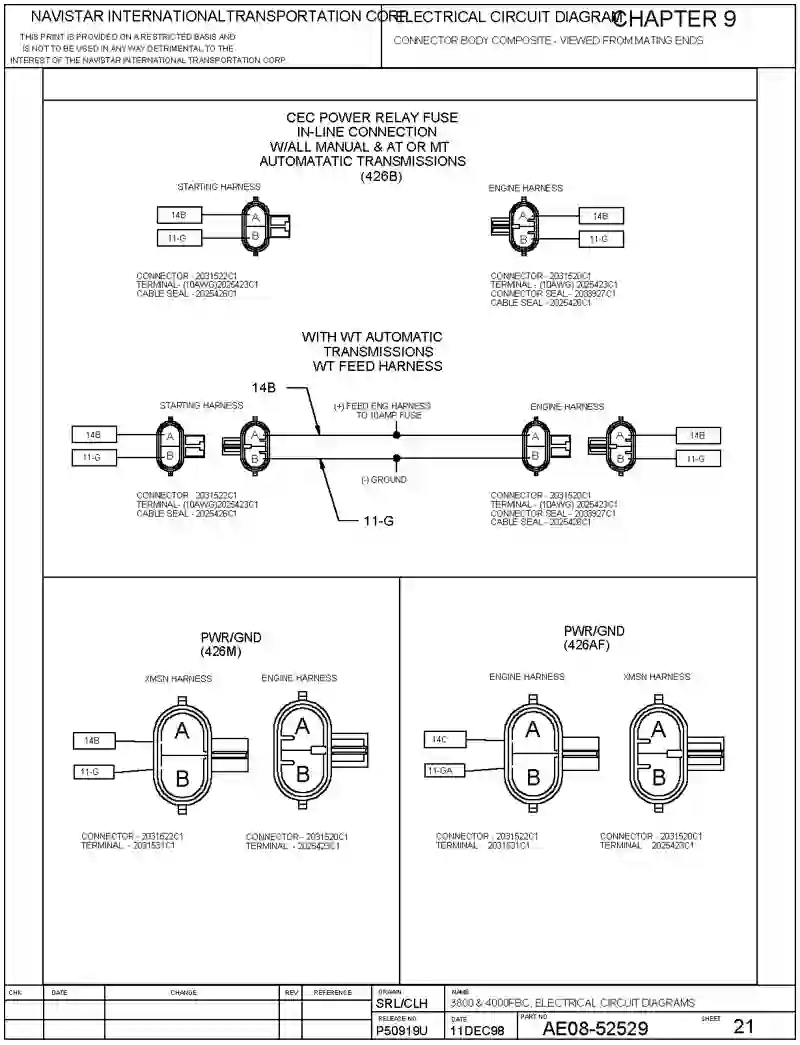 NAVISTAR INTERNATIONAL TRANSPORTATION CORP.
THIS PRINT IS PROVIDED ON A RESTRICTED BASIS AND
IS NOT TO BE USED IN ANY WAY DETRIMENTAL TO THE
INTEREST OF THE NAVISTAR INTERNATIONAL TRANSPORTATION CORP
ELECTRICAL CIRCUIT DIAGRAM
CHAPTER 9
CONNECTOR BODY COMPOSITE - VIEWED FROM MATING ENDS
CEC POWER RELAY FUSE
IN-LINE CONNECTION
W/ALL MANUAL & AT OR MT
AUTOMATATIC TRANSMISSIONS
(426B)
STARTING HARNESS
14B
11-G
A
B
CONNECTOR - 2031522C1
TERMINAL- (10AWG)2025423C1
CABLE SEAL -2025426C1
ENGINE HARNESS
A
B
14B
11-G
CONNECTOR- 2031520C1
TERMINAL- (10AWG) 2025423C1
CONNECTOR SEAL- 2033927C1
CABLE SEAL -2025426C1
WITH WT AUTOMATIC
TRANSMISSIONS
WT FEED HARNESS
14B
STARTING HARNESS
(+) FEED ENG HARNESS
TO 10AMP FUSE
ENGINE HARNESS
14B
11-G
A
B
A
B
A
B
A
B
14B
11-G
(-) GROUND
11-G
CONNECTOR - 2031522C1
TERMINAL- (10AWG)2025423C1
CABLE SEAL -2025426C1
CONNECTOR- 2031520C1
TERMINAL- (10AWG)2025423C1
CONNECTOR SEAL- 2033927C1
CABLE SEAL -2025426C1
PWR/GND
(426M)
XMSN HARNESS
ENGINE HARNESS
14B
11-G
A
B
A
B
CONNECTOR - 2031522C1
TERMINAL - 2031531C1
CONNECTOR- 2031520C1
TERMINAL - 2025423C1
PWR/GND
(426AF)
ENGINE HARNESS
XMSN HARNESS
14C
11-GA
A
B
A
B
CONNECTOR - 2031522C1
TERMINAL - 2031531C1
CONNECTOR - 2031520C1
TERMINAL 2025423C1
CHK
DATE
CHANGE
REV
REFERENCE
DRAWN
SRL/CLH
NAME
3800 & 4000FBC, ELECTRICAL CIRCUIT DIAGRAMS
RELEASE NO.
P50919U
DATE
11DEC98
PART NO
AE08-52529
SHEET
21